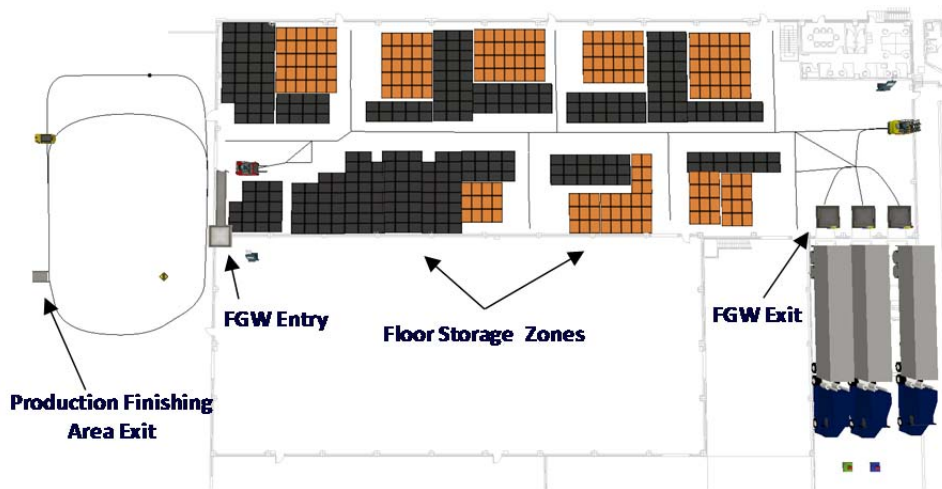 FGW Entry
Floor Storage Zones
FGW Exit
Production Finishing
Area Exit